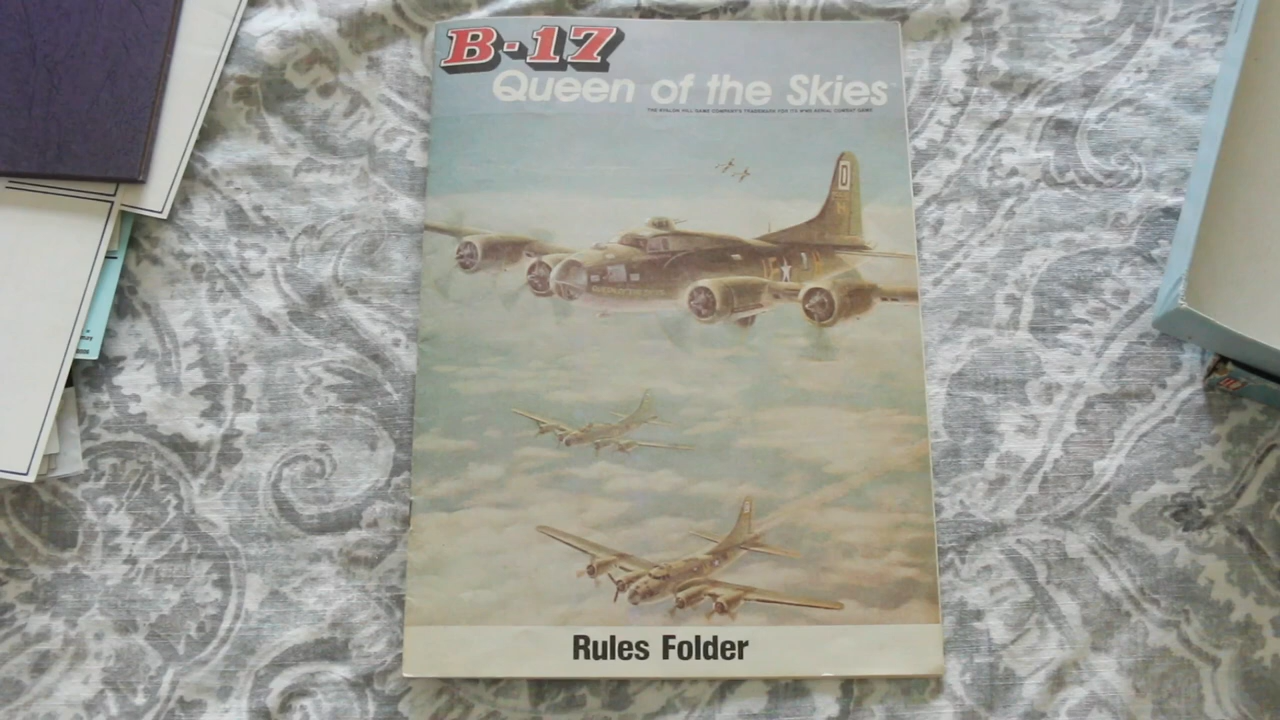 B-17
Queen of the Skies
THE AVALON HILL GAME COMPANY'S TRADEMARK FOR ITS WWII AERIAL COMBAT GAME
D
Rules Folder